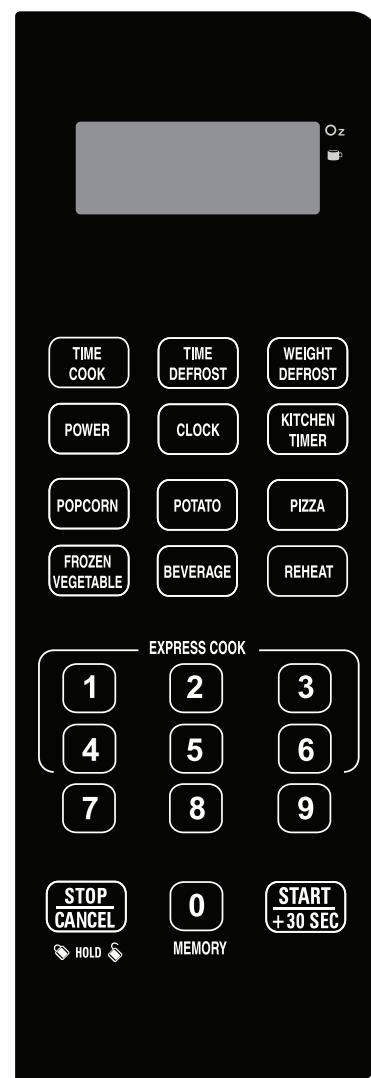 Oz
TIME
COOK
TIME
DEFROST
WEIGHT
DEFROST
POWER
CLOCK
KITCHEN
TIMER
POPCORN
POTATO
PIZZA
FROZEN
VEGETABLE
BEVERAGE
REHEAT
EXPRESS COOK
1
2
3
4
5
6
7
8
9
STOP
CANCEL
0
START
+30 SEC
HOLD
MEMORY